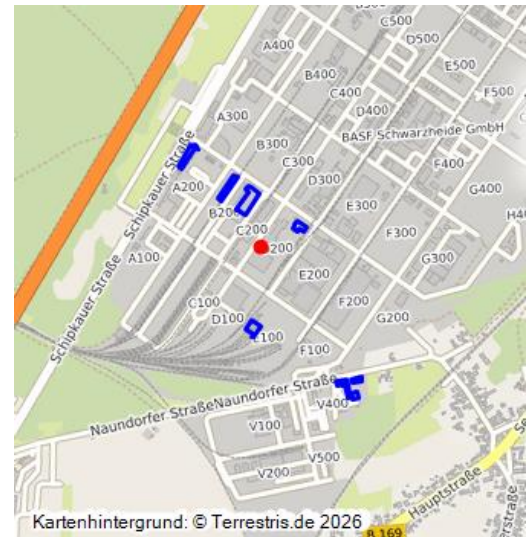 C500
A400
D500
B400
E500
C400
F500
D400
A300
BASF Schwarzheide GmbH
B300
F400
C300
Schipkauer Straße
D300
G400
A200
E300
B200
F300
C200
G300
A100
E200
F200
C100
G200
D100
E100
F100
Schipkauer Straße
Naundorfer Straße
Naundorfer Straße
V400
V100
V500
V200
Hauptstraße
B 169
Kartenhintergrund: © Terrestris.de 2026